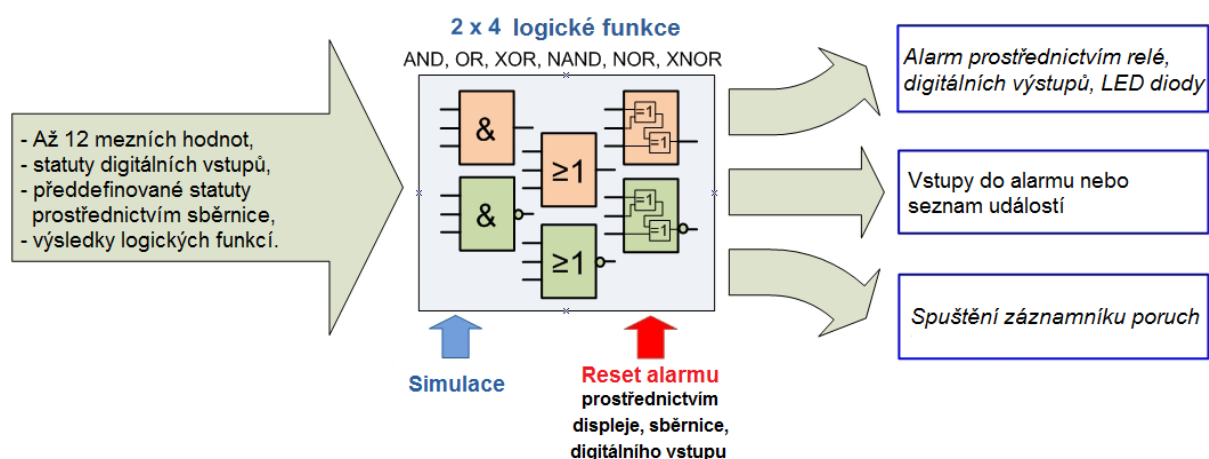 2 x 4 logické funkce
AND, OR, XOR, NAND, NOR, XNOR
- Až 12 mezních hodnot,
- statuty digitálních vstupů,
- předdefinované statuty
prostřednictvím sběrnice,
- výsledky logických funkcí.
&
≥1
=1
=1
&
≥1
=1
=1
Simulace
Reset alarmu
prostřednictvím
displeje, sběrnice,
digitálního vstupu
Alarm prostřednictvím relé,
digitálních výstupů, LED diody
Vstupy do alarmu nebo
seznam událostí
Spuštění záznamníku poruch